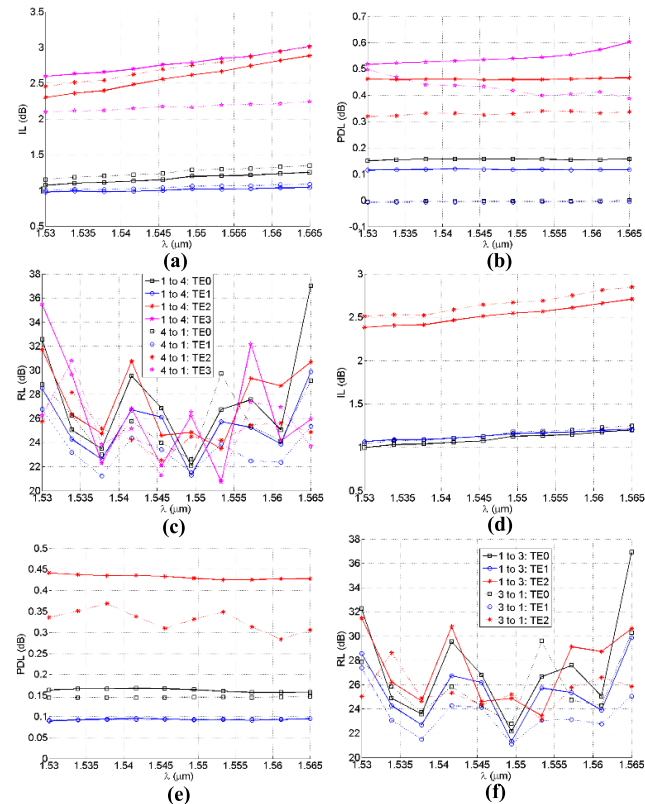 3.5
3
2.5
2
1.5
1
0.5
IL (dB)
1.53 1.535 1.54 1.545 1.55 1.555 1.56 1.565
λ (μm)
(a)
0.7
0.6
0.5
0.4
0.3
0.2
0.1
0
-0.1
PDL (dB)
1.53 1.535 1.54 1.545 1.55 1.555 1.56 1.565
λ (μm)
(b)
38
36
34
32
30
28
26
24
22
20
RL (dB)
1 to 4: TE0
1 to 4: TE1
1 to 4: TE2
1 to 4: TE3
4 to 1: TE0
4 to 1: TE1
4 to 1: TE2
4 to 1: TE3
1.53 1.535 1.54 1.545 1.55 1.555 1.56 1.565
λ (μm)
(c)
3
2.5
2
1.5
1
0.5
IL (dB)
1.53 1.535 1.54 1.545 1.55 1.555 1.56 1.565
λ (μm)
(d)
0.5
0.45
0.4
0.35
0.3
0.25
0.2
0.15
0.1
0.05
0
PDL (dB)
1.53 1.535 1.54 1.545 1.55 1.555 1.56 1.565
λ (μm)
(e)
38
36
34
32
30
28
26
24
22
20
RL (dB)
1 to 3: TE0
1 to 3: TE1
1 to 3: TE2
3 to 1: TE0
3 to 1: TE1
3 to 1: TE2
1.53 1.535 1.54 1.545 1.55 1.555 1.56 1.565
λ (μm)
(f)